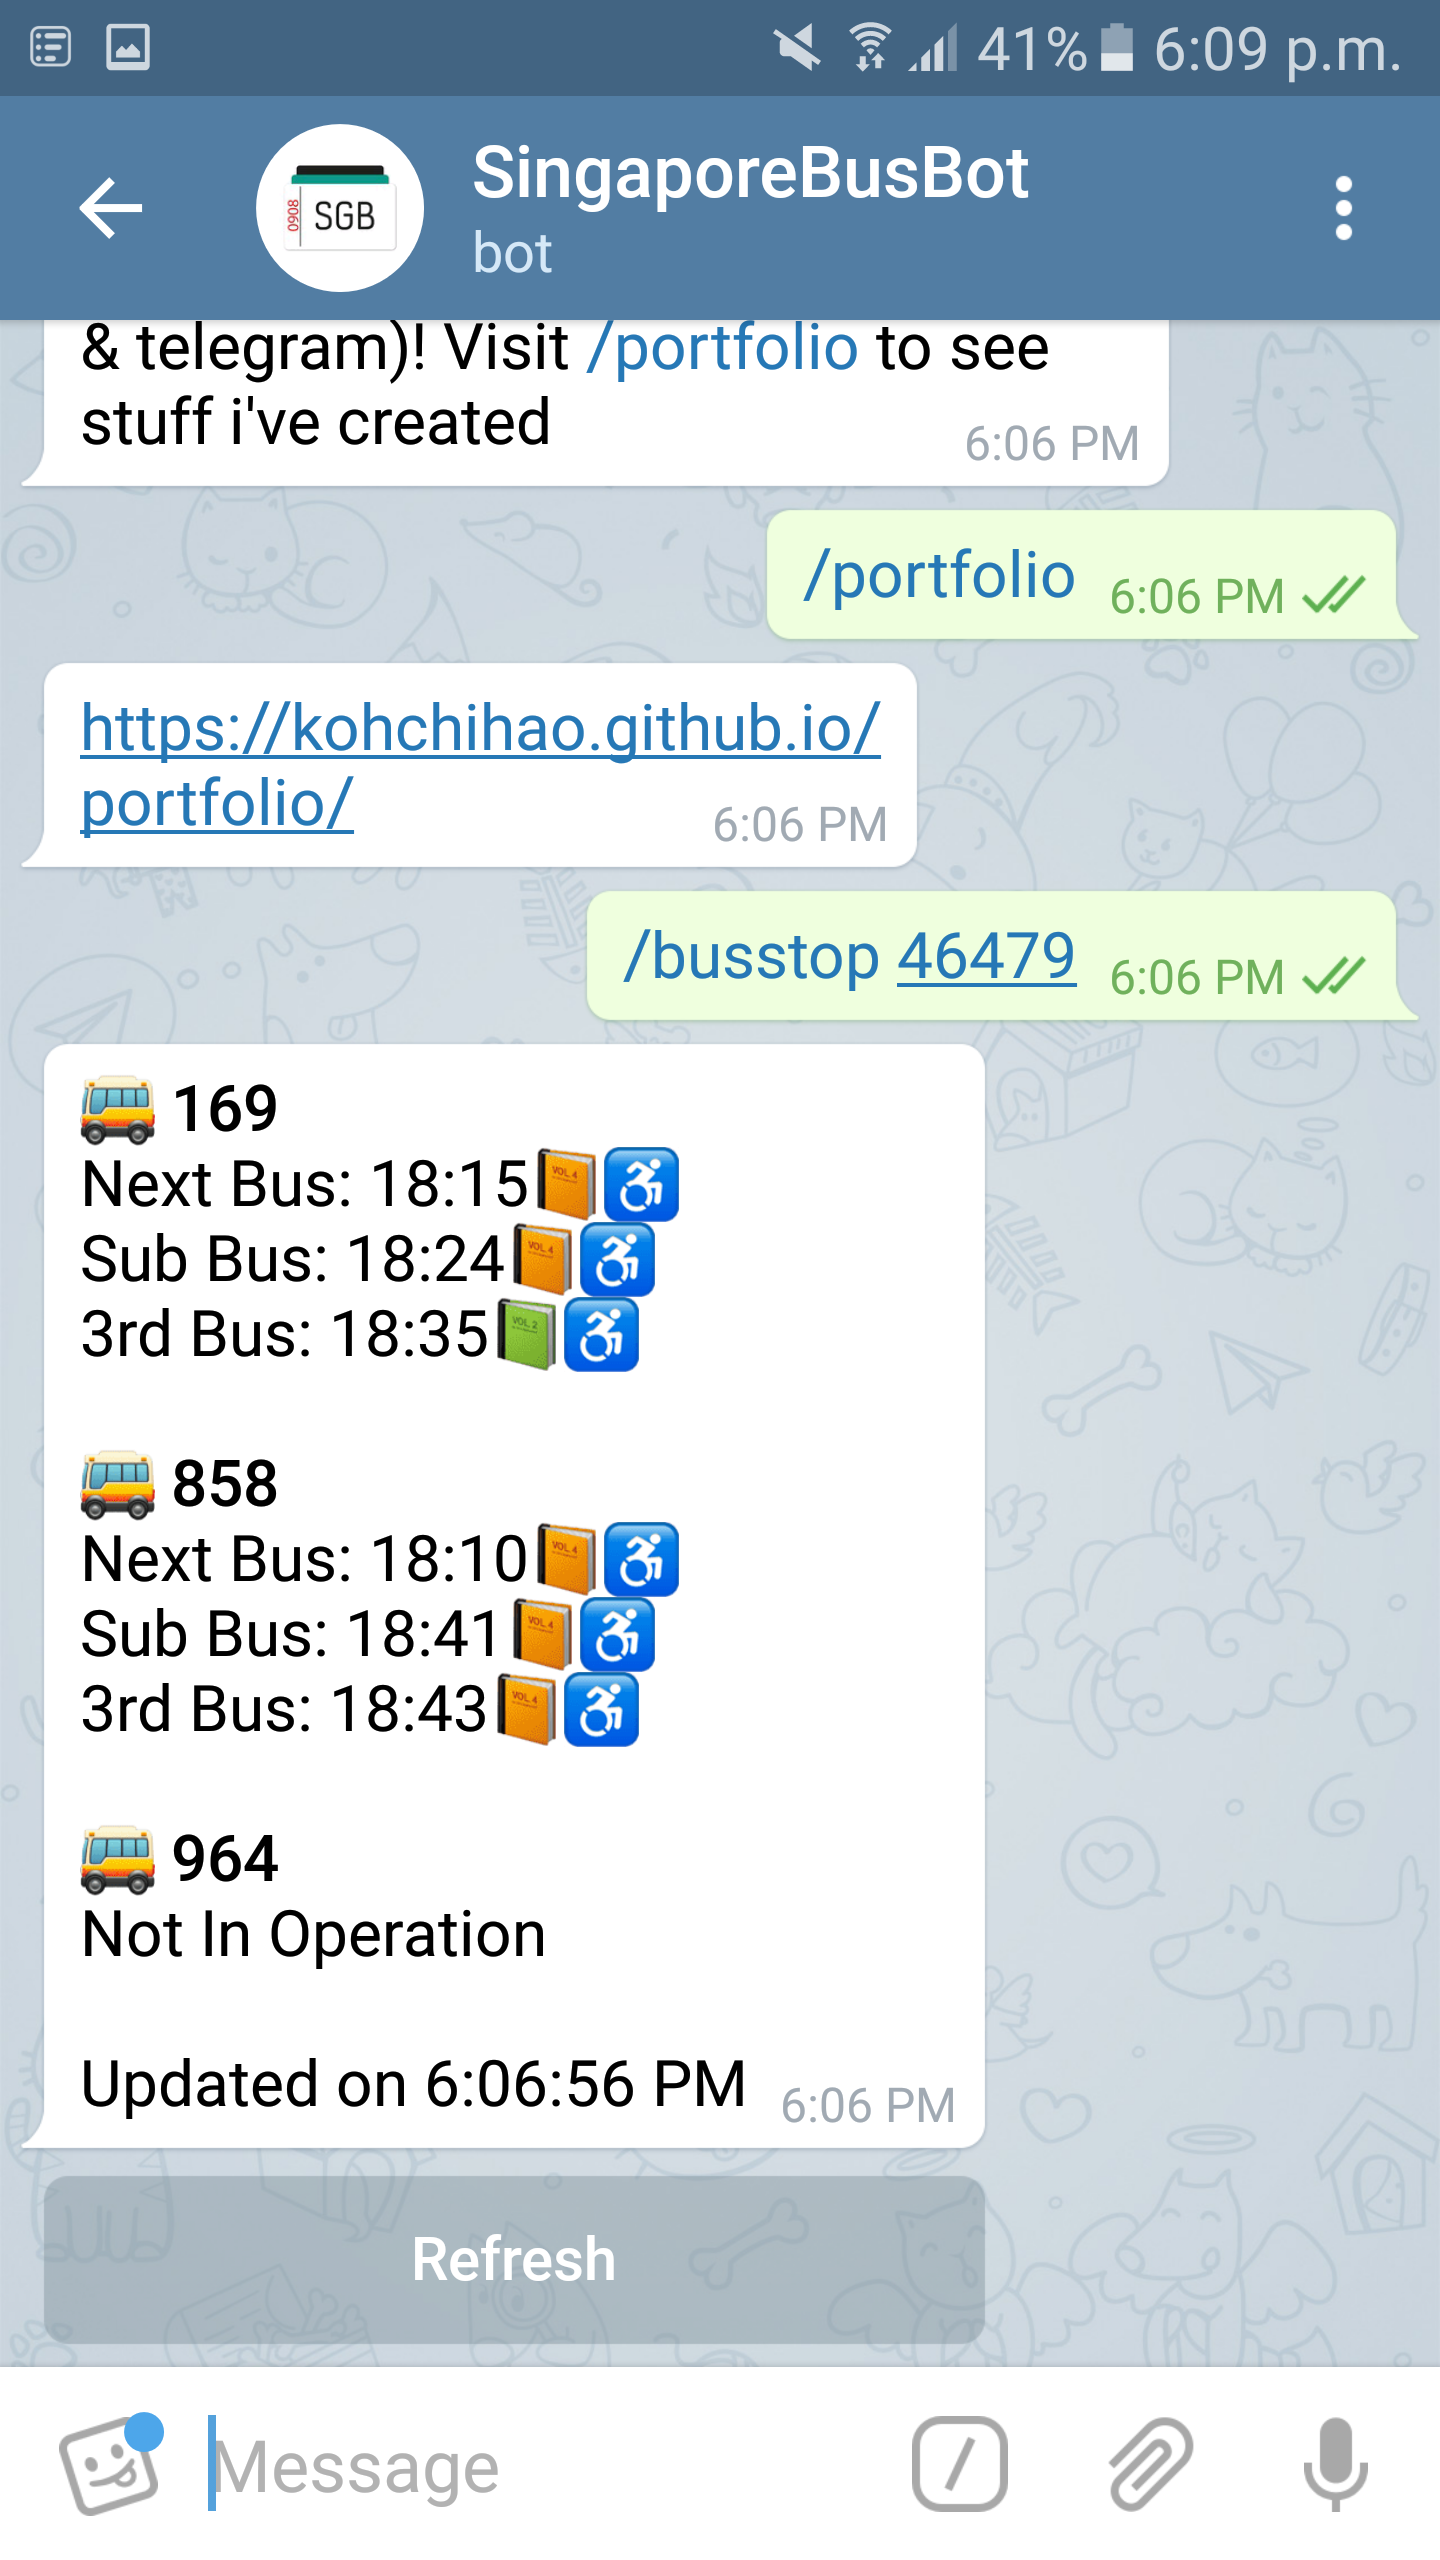 41% 6:09 p.m.
0908 SGB
SingaporeBusBot
bot
& telegram)! Visit /portfolio to see
stuff i've created
6:06 PM
/portfolio 6:06 PM
https://kohchihao.github.io/
portfolio/
6:06 PM
/busstop 46479 6:06 PM
169
Next Bus: 18:15
Sub Bus: 18:24
3rd Bus: 18:35
858
Next Bus: 18:10
Sub Bus: 18:41
3rd Bus: 18:43
964
Not In Operation
Updated on 6:06:56 PM 6:06 PM
Refresh
Message